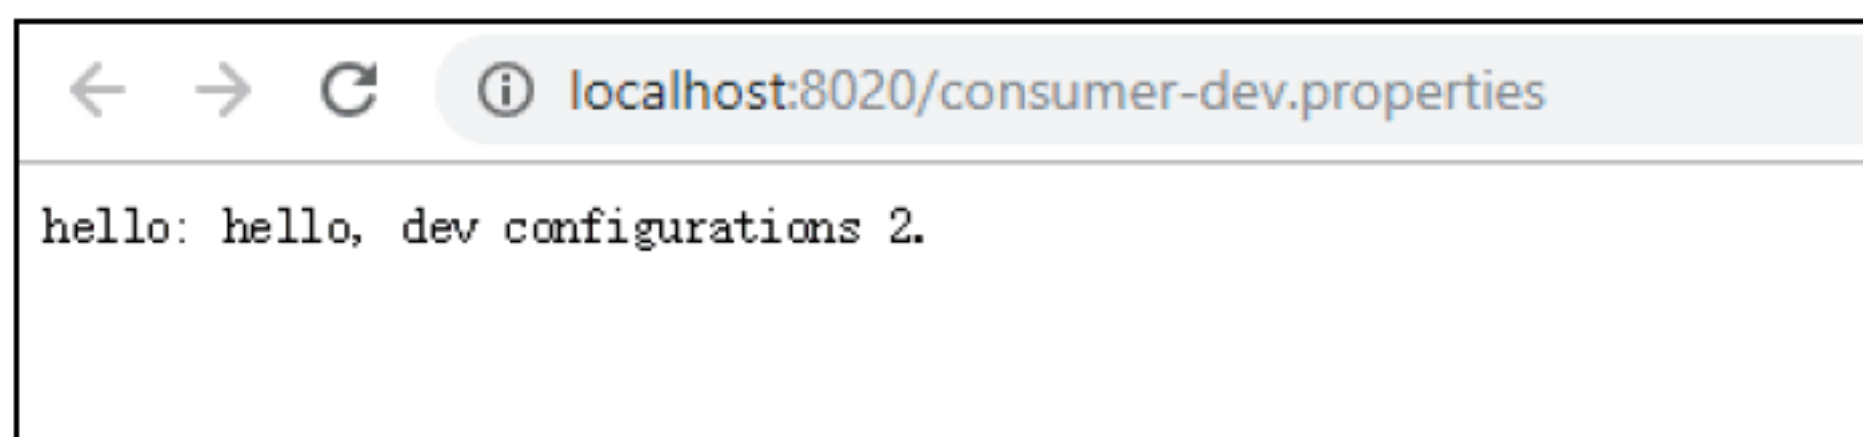 localhost:8020/consumer-dev.properties
hello: hello, dev configurations 2.